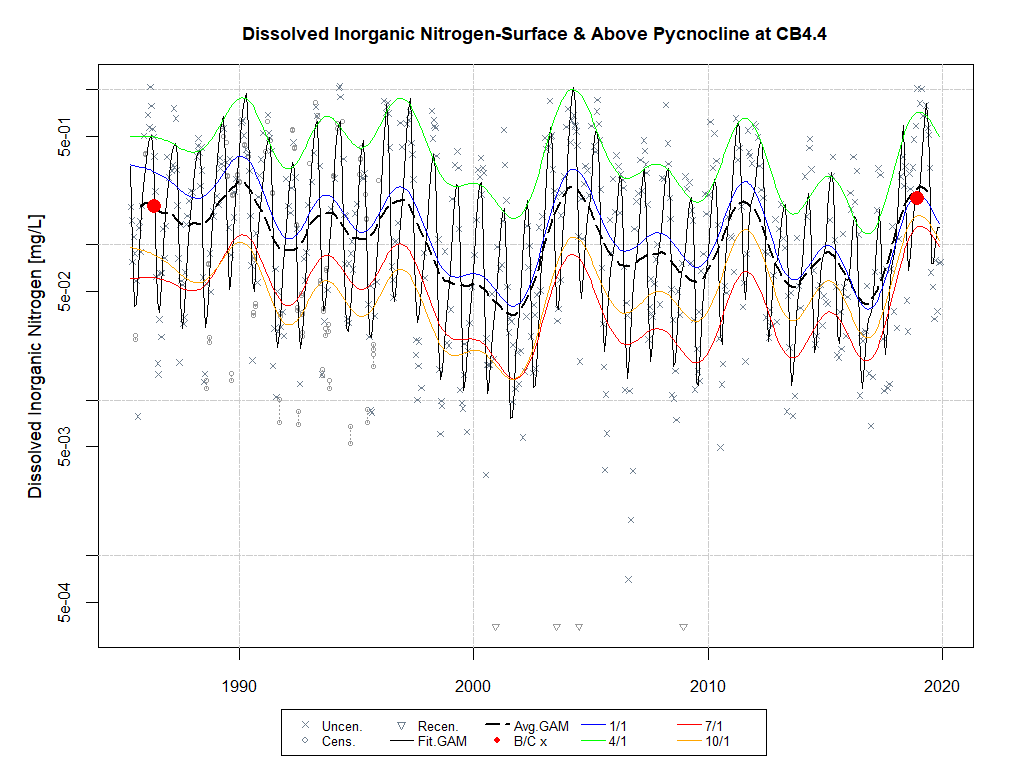 Dissolved Inorganic Nitrogen-Surface & Above Pycnocline at CB4.4
Dissolved Inorganic Nitrogen [mg/L]
5e-01
5e-02
5e-03
5e-04
1990 2000 2010 2020
Uncen. Recen. Avg.GAM 1/1 7/1
Cens. Fit.GAM B/C x 4/1 10/1